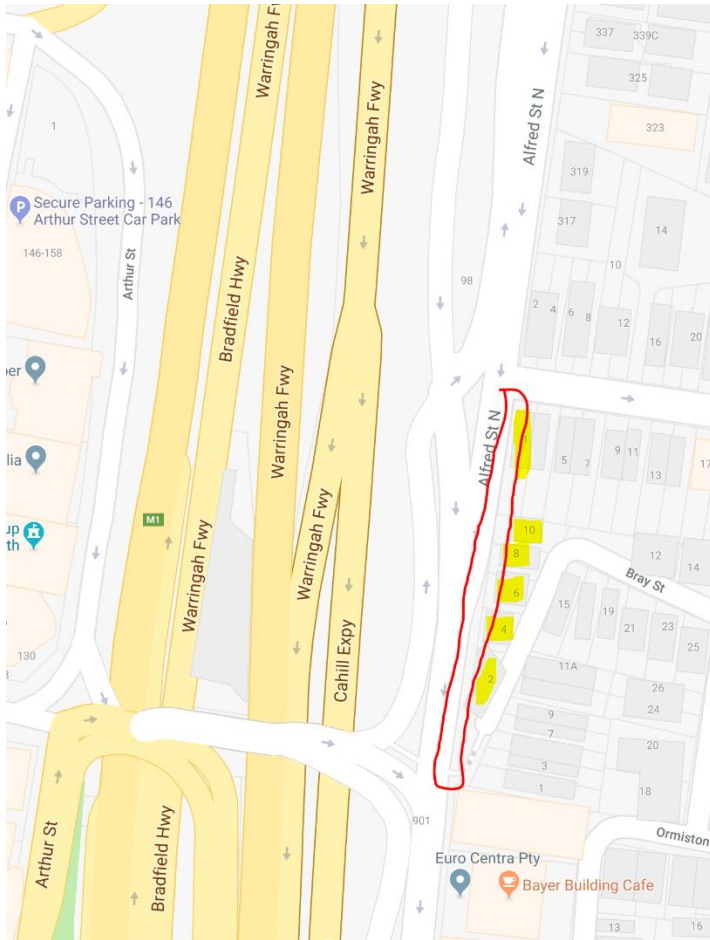 Warringah Fwy
Warringah Fwy
337
339C
325
323
Alfred St N
1
Secure Parking - 146
Arthur Street Car Park
146-158
Arthur St
Bradfield Hwy
319
317
14
10
98
2
4
6
8
12
16
20
Warringah Fwy
Alfred St N
1
5
7
9
11
13
17
M1
Warringah Fwy
Warringah Fwy
10
8
6
4
2
12
14
Bray St
15
19
21
23
25
11A
9
7
3
1
26
24
20
18
130
Cahill Expy
901
Arthur St
Bradfield Hwy
Euro Centra Pty
Bayer Building Cafe
Ormiston
13
16